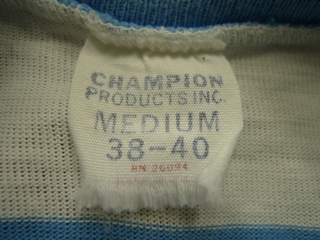 CHAMPION
PRODUCTS INC.
MEDIUM
38-40
RN 26094